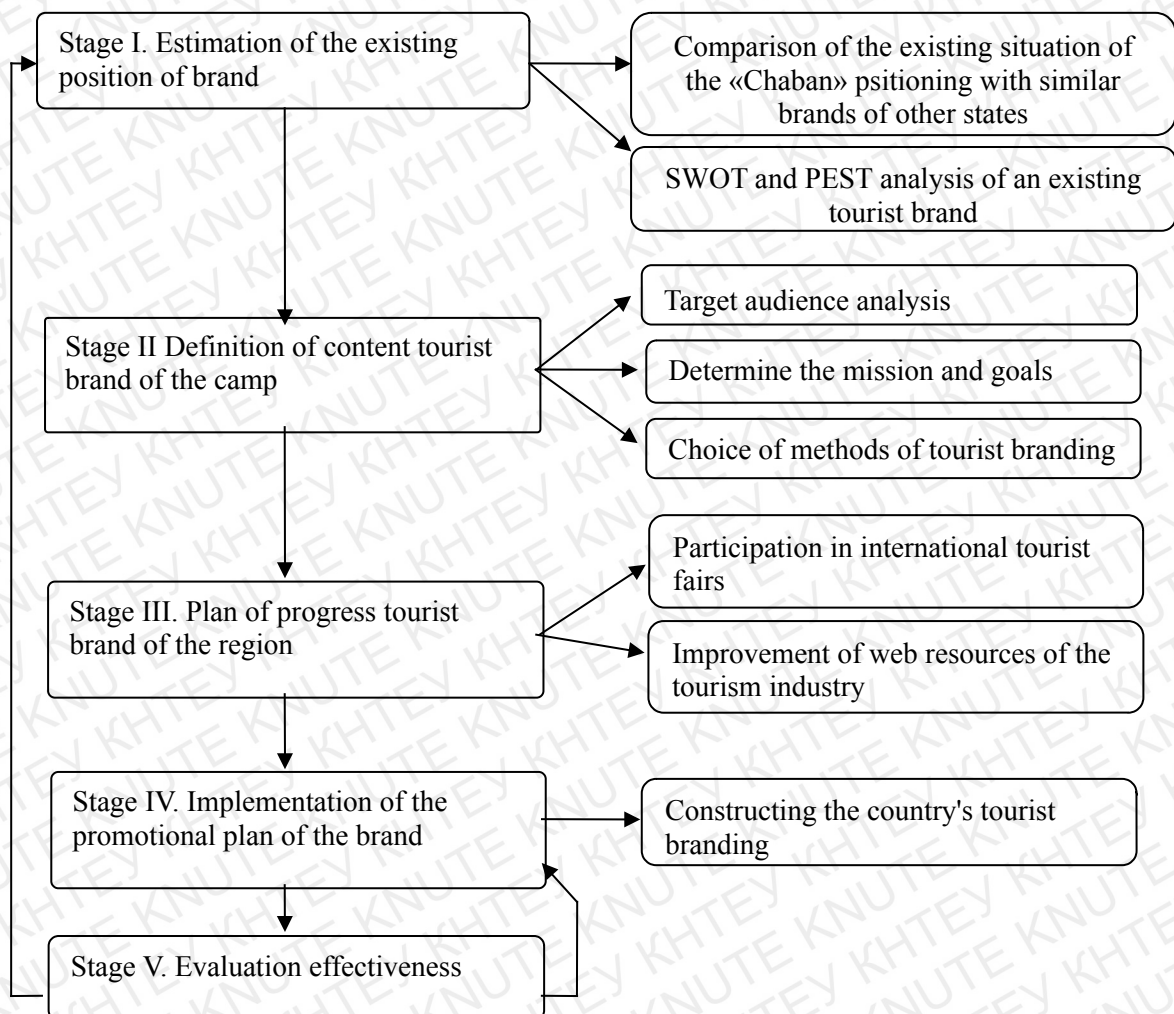 Stage I. Estimation of the existing
position of brand
Comparison of the existing situation of
the «Chaban» psitioning with similar
brands of other states
SWOT and PEST analysis of an existing
tourist brand
Stage II Definition of content tourist
brand of the camp
Target audience analysis
Determine the mission and goals
Choice of methods of tourist branding
Stage III. Plan of progress tourist
brand of the region
Participation in international tourist
fairs
Improvement of web resources of the
tourism industry
Stage IV. Implementation of the
promotional plan of the brand
Constructing the country's tourist
branding
Stage V. Evaluation effectiveness